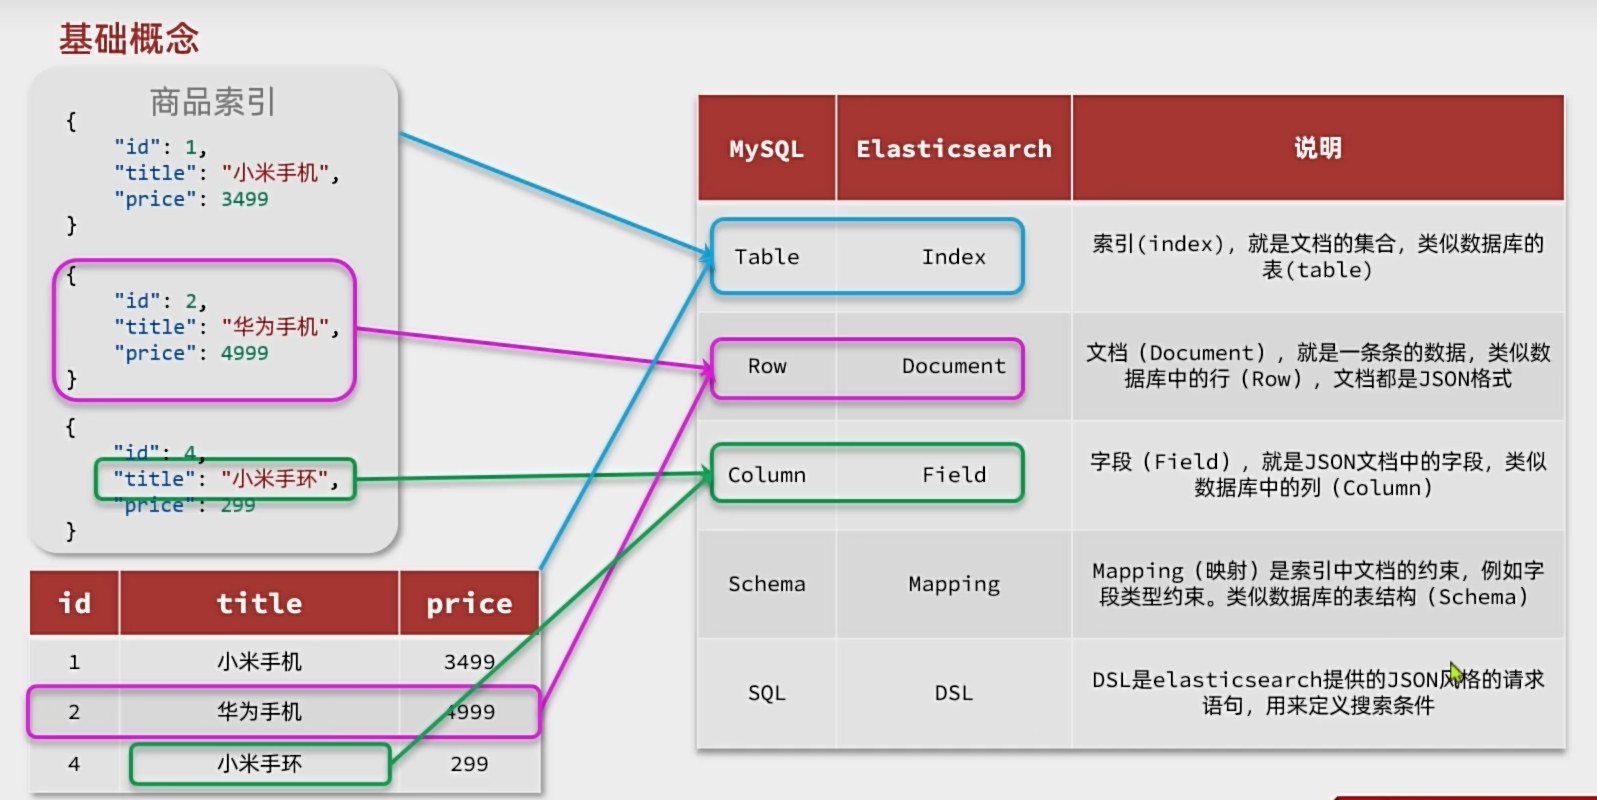 基础概念
商品索引
{
"id": 1,
"title": "小米手机",
"price": 3499
}
{
"id": 2,
"title": "华为手机",
"price": 4999
}
{
"id": 4,
"title": "小米手环",
"price": 299
}
id title price
1 小米手机 3499
2 华为手机 4999
4 小米手环 299
MySQL Elasticsearch 说明
Table Index 索引(index)，就是文档的集合，类似数据库的
表(table)
Row Document 文档（Document），就是一条条的数据，类似数
据库中的行（Row），文档都是JSON格式
Column Field 字段（Field），就是JSON文档中的字段，类似
数据库中的列（Column）
Schema Mapping Mapping（映射）是索引中文档的约束，例如字
段类型约束。类似数据库的表结构（Schema）
SQL DSL DSL是elasticsearch提供的JSON风格的请求
语句，用来定义搜索条件